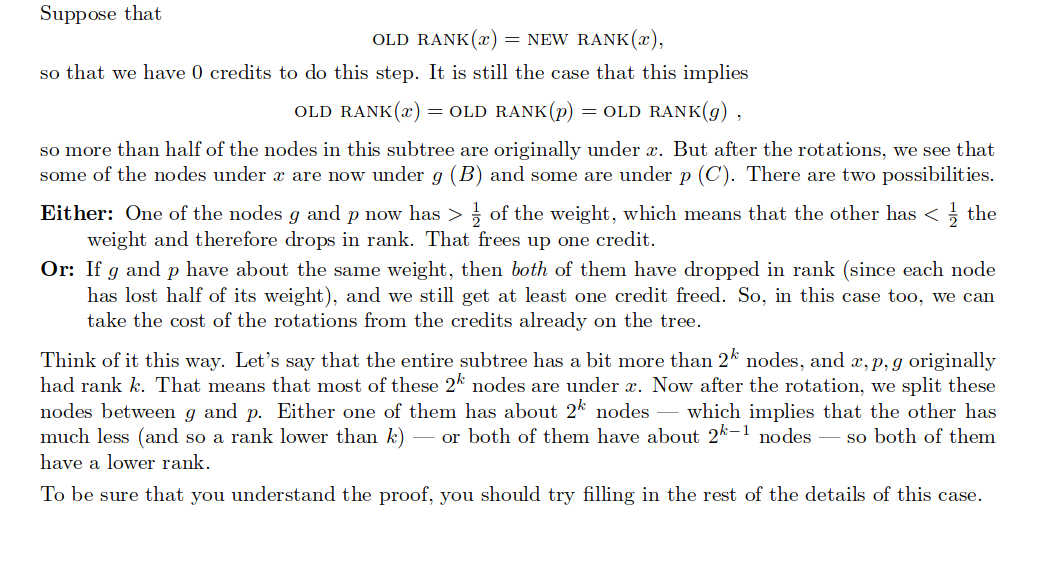 Suppose that
OLD RANK(x) = NEW RANK(x),
so that we have 0 credits to do this step. It is still the case that this implies
OLD RANK(x) = OLD RANK(p) = OLD RANK(g) ,
so more than half of the nodes in this subtree are originally under x. But after the rotations, we see that
some of the nodes under x are now under g (B) and some are under p (C). There are two possibilities.
Either: One of the nodes g and p now has > 1/2 of the weight, which means that the other has < 1/2 the
weight and therefore drops in rank. That frees up one credit.
Or: If g and p have about the same weight, then both of them have dropped in rank (since each node
has lost half of its weight), and we still get at least one credit freed. So, in this case too, we can
take the cost of the rotations from the credits already on the tree.
Think of it this way. Let's say that the entire subtree has a bit more than 2^k nodes, and x, p, g originally
had rank k. That means that most of these 2^k nodes are under x. Now after the rotation, we split these
nodes between g and p. Either one of them has about 2^k nodes — which implies that the other has
much less (and so a rank lower than k) — or both of them have about 2^{k−1} nodes — so both of them
have a lower rank.
To be sure that you understand the proof, you should try filling in the rest of the details of this case.